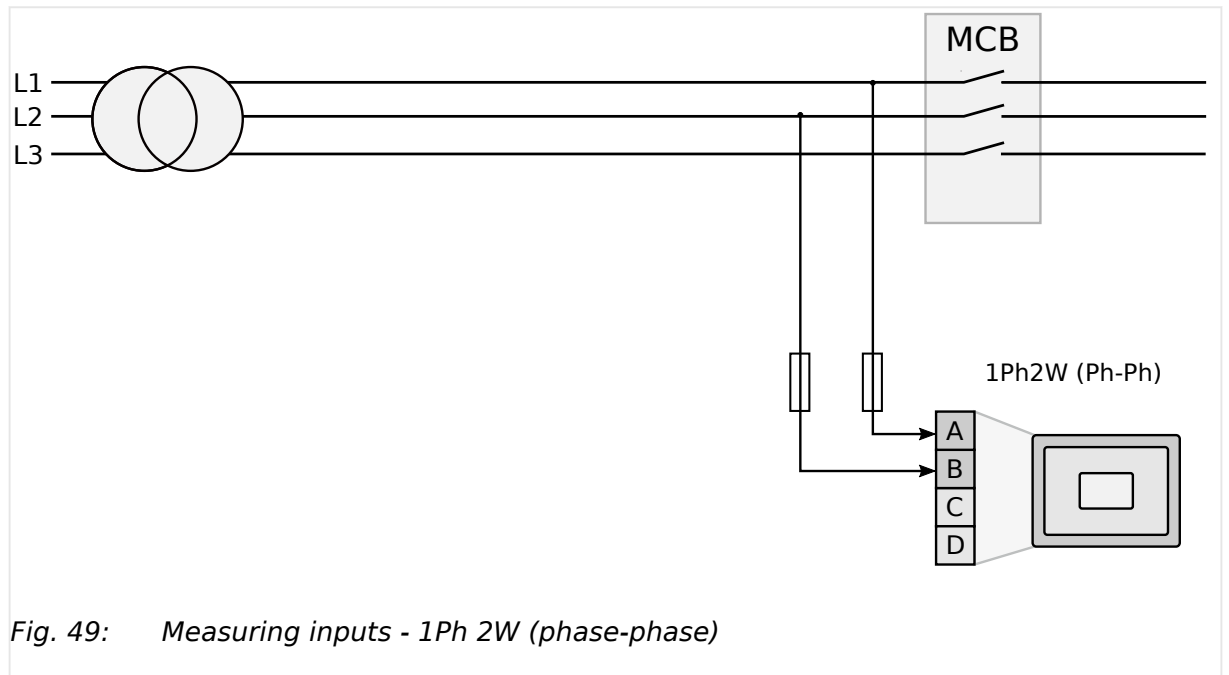 MCB
L1
L2
L3
1Ph2W (Ph-Ph)
A
B
C
D
Fig. 49: Measuring inputs - 1Ph 2W (phase-phase)